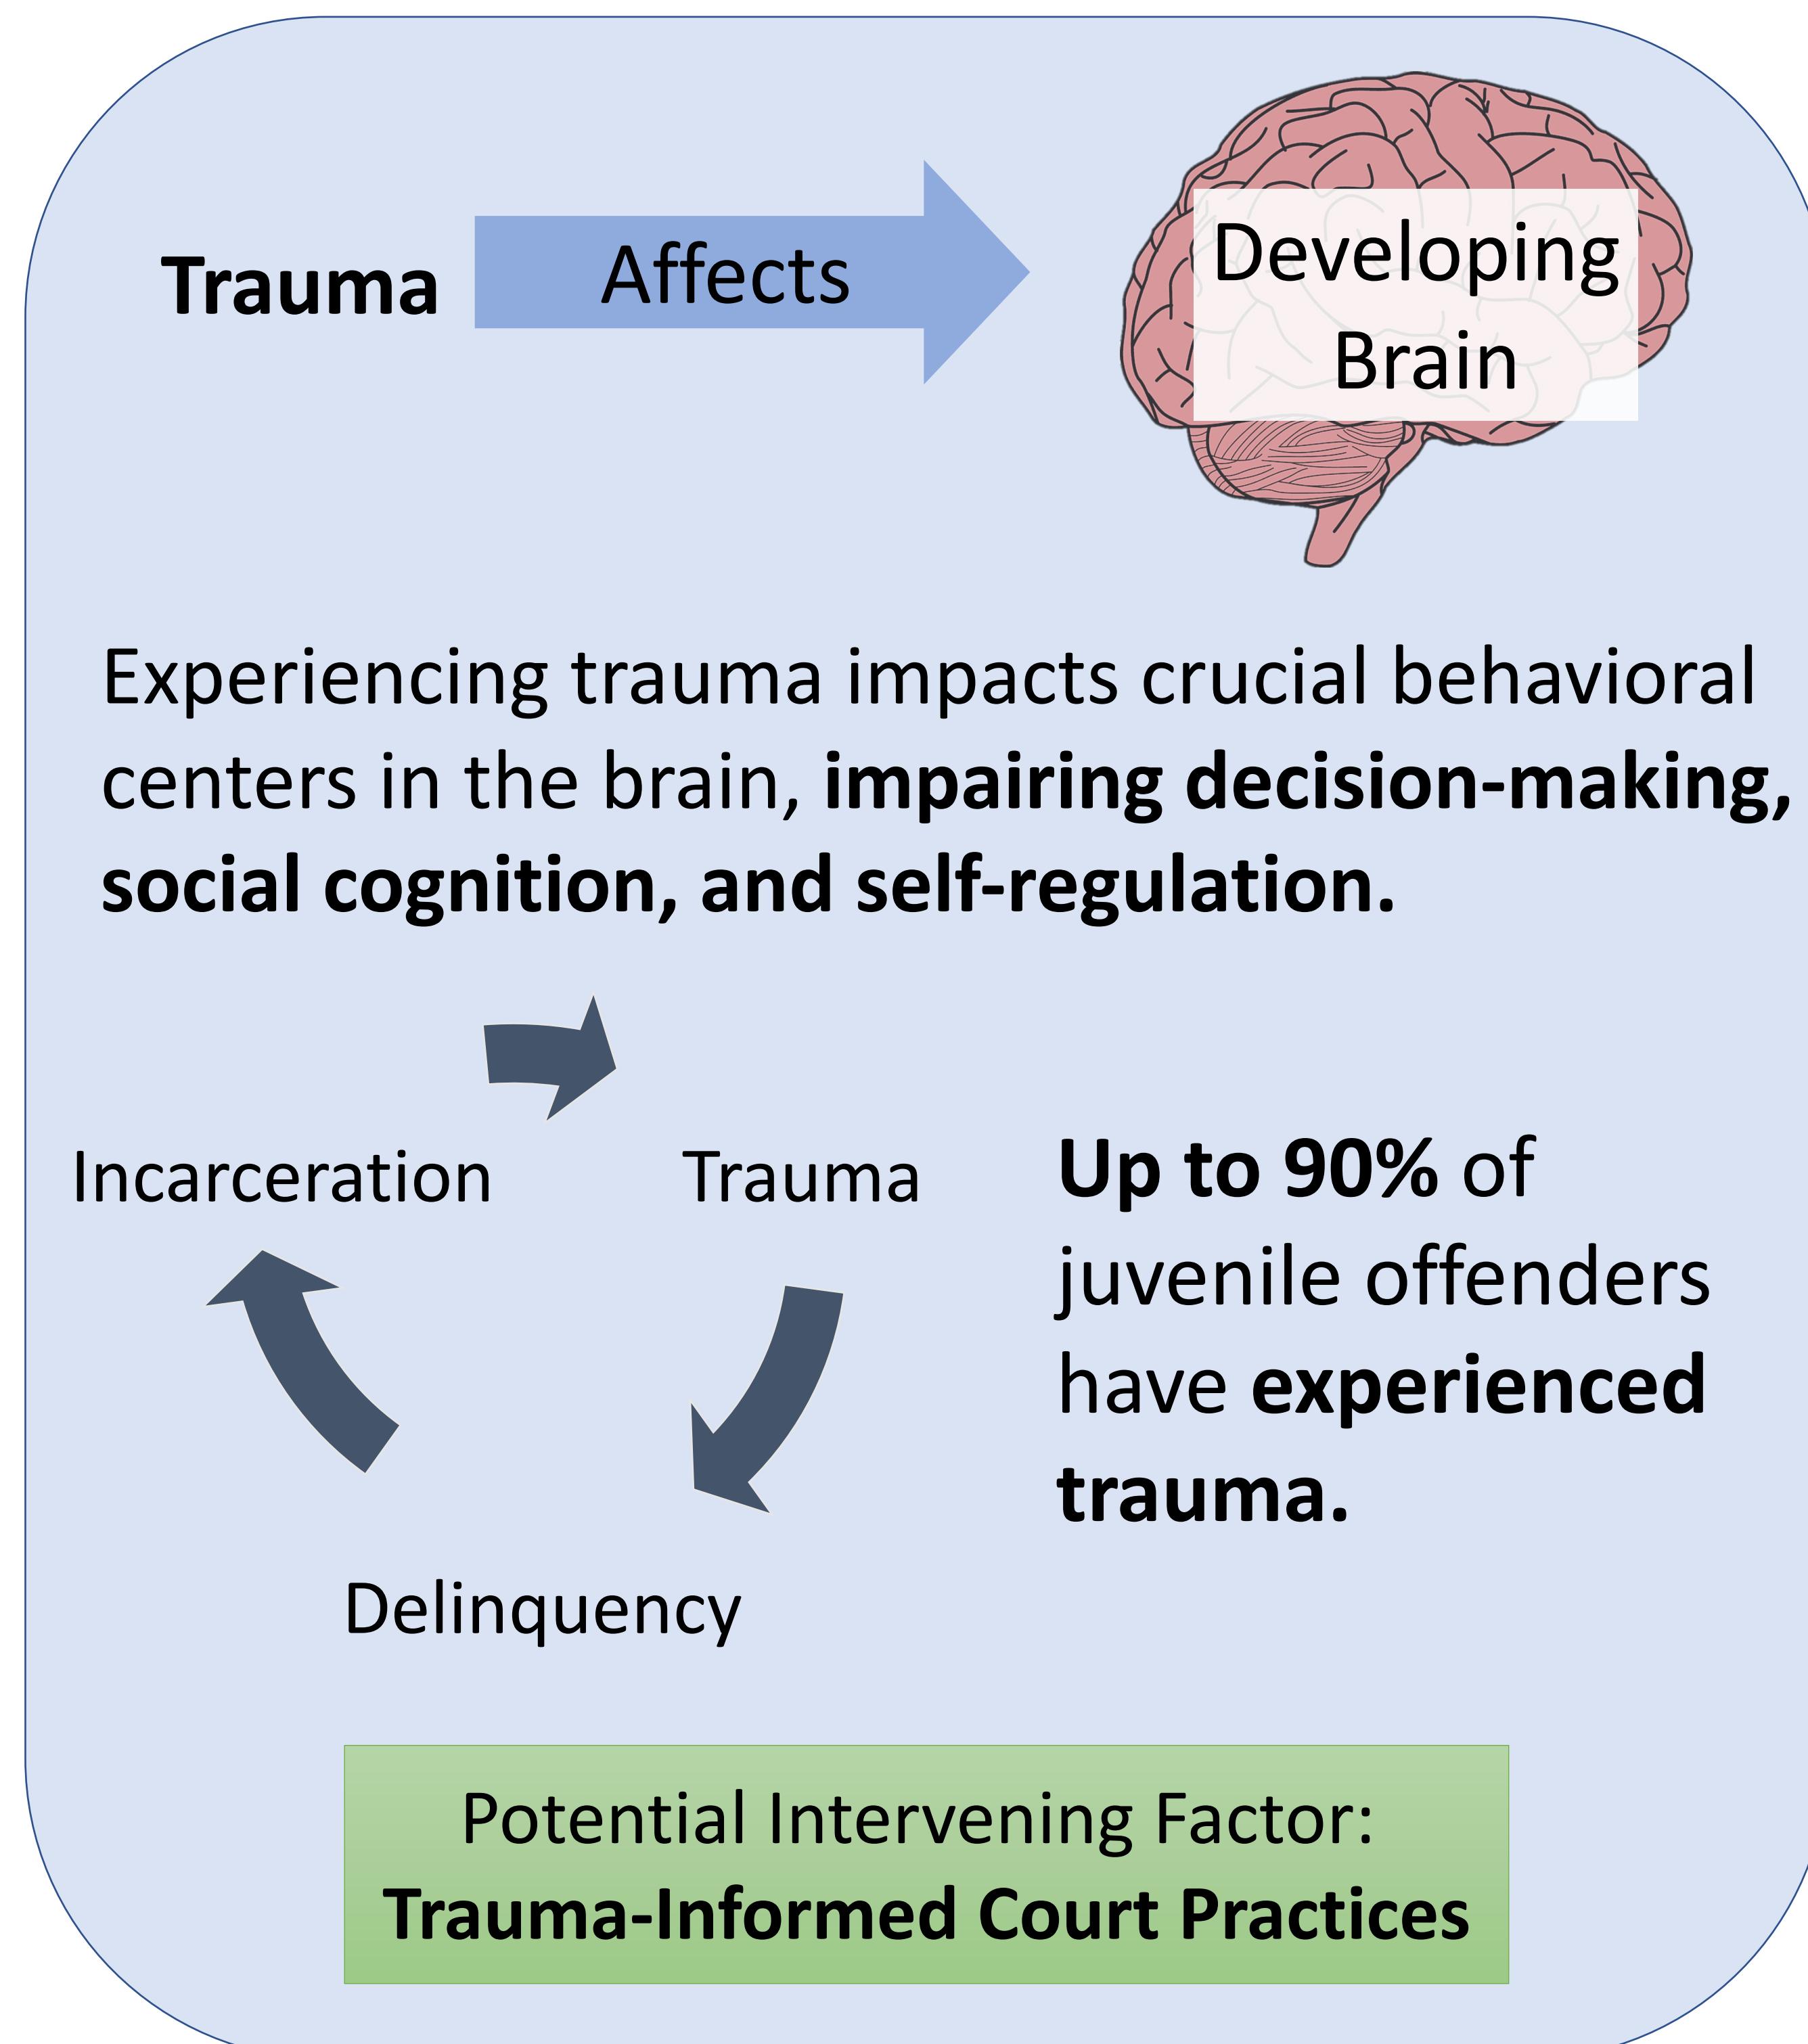 Trauma
Affects
Developing
Brain
Experiencing trauma impacts crucial behavioral
centers in the brain, impairing decision-making,
social cognition, and self-regulation.
Incarceration
Trauma
Delinquency
Up to 90% of
juvenile offenders
have experienced
trauma.
Potential Intervening Factor:
Trauma-Informed Court Practices